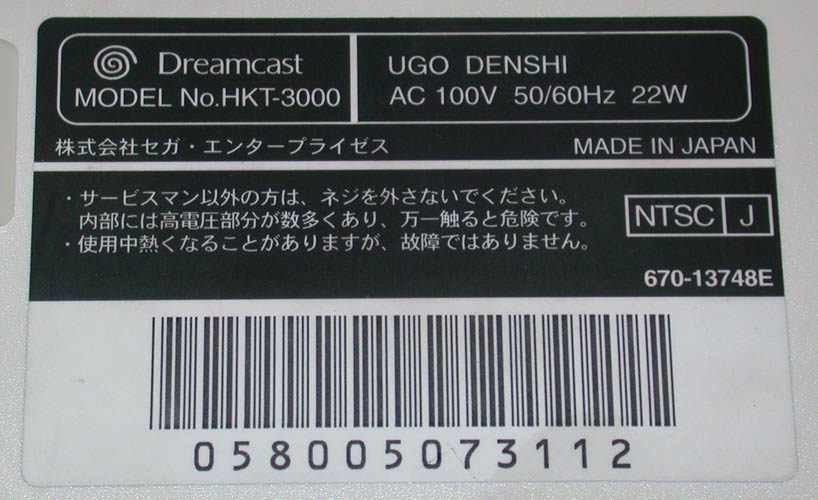 Dreamcast
MODEL No.HKT-3000
UGO DENSHI
AC 100V 50/60Hz 22W
株式会社セガ・エンタープライゼス
MADE IN JAPAN
・サービスマン以外の方は、ネジを外さないでください。
内部には高電圧部分が数多くあり、万一触ると危険です。
・使用中熱くなることがありますが、故障ではありません。
NTSC J
670-13748E
058005073112